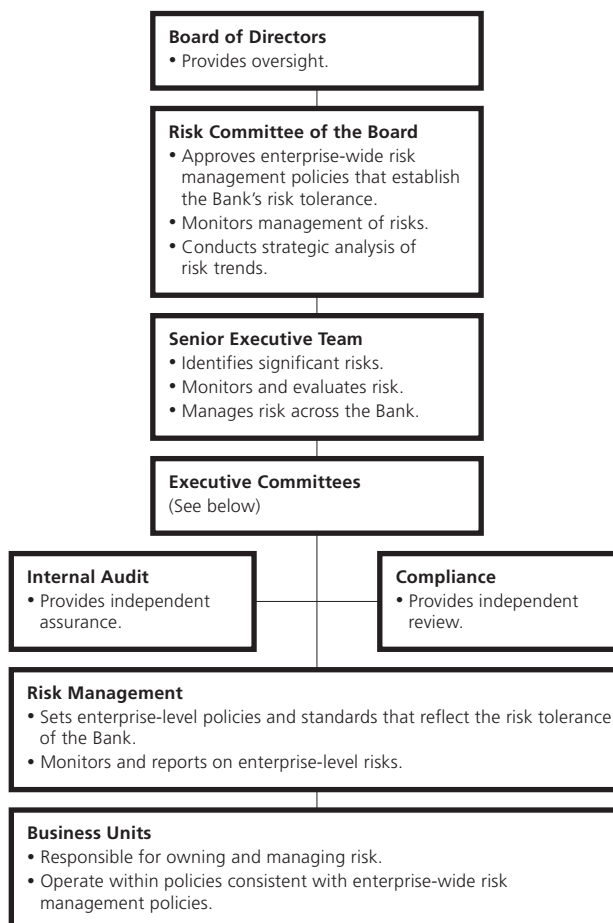 Board of Directors
• Provides oversight.
Risk Committee of the Board
• Approves enterprise-wide risk
management policies that establish
the Bank's risk tolerance.
• Monitors management of risks.
• Conducts strategic analysis of
risk trends.
Senior Executive Team
• Identifies significant risks.
• Monitors and evaluates risk.
• Manages risk across the Bank.
Executive Committees
(See below)
Internal Audit
• Provides independent
assurance.
Compliance
• Provides independent
review.
Risk Management
• Sets enterprise-level policies and standards that reflect the risk tolerance
of the Bank.
• Monitors and reports on enterprise-level risks.
Business Units
• Responsible for owning and managing risk.
• Operate within policies consistent with enterprise-wide risk
management policies.